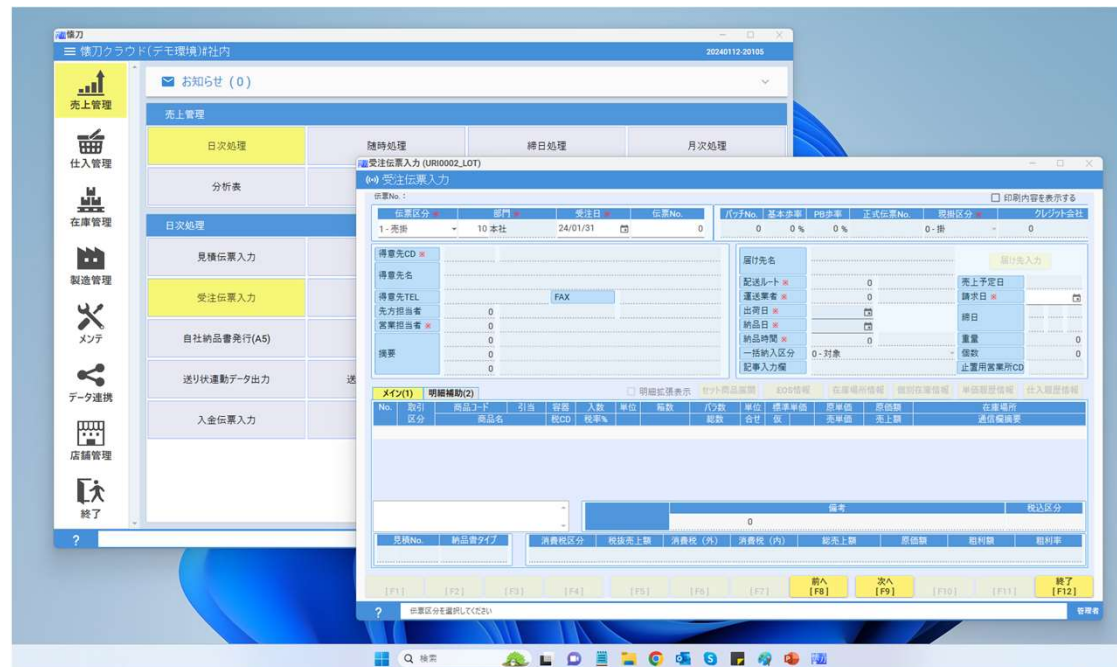 懐刀
懐刀クラウド(デモ環境)#社内 20240112-20105
お知らせ (0)
売上管理
仕入管理
在庫管理
製造管理
メンテ
データ連携
店舗管理
終了
売上管理
日次処理 随時処理 締日処理 月次処理
分析表
日次処理
見積伝票入力
受注伝票入力
自社納品書発行(A5)
送り状連動データ出力 送
入金伝票入力
?
受注伝票入力 (URI0002_LOT)
受注伝票入力
伝票No. : 印刷内容を表示する
伝票区分 ※ 部門 ※ 受注日 ※ 伝票No. バッチNo. 基本歩率 PB歩率 正式伝票No. 現掛区分 ※ クレジット会社
1 - 売掛 10 本社 24/01/31 0 0 0 % 0 % 0 - 掛 0
得意先CD ※
得意先名
得意先TEL FAX
先方担当者 0
営業担当者 ※ 0
摘要 0
0
届け先名 届け先入力
配送ルート ※ 0 売上予定日
運送業者 ※ 0 請求日 ※
出荷日 ※ 締日
納品日 ※
納品時間 ※ 0 重量 0
一括納入区分 0 - 対象 個数 0
記事入力欄 止置用営業所CD
メイン(1) 明細補助(2) 明細拡張表示 セット商品展開 EOS情報 在庫場所情報 個別在庫情報 単価履歴情報 仕入履歴情報
No. 取引 商品コード 引当 容器 入数 単位 箱数 バラ数 単位 標準単価 原単価 原価額 在庫場所
区分 商品名 税CD 税率% 総数 合せ 仮 売単価 売上額 通信欄摘要
備考 税込区分
0
見積No. 納品書タイプ 消費税区分 税抜売上額 消費税（外） 消費税（内） 総売上額 原価額 粗利額 粗利率
[F1] [F2] [F3] [F4] [F5] [F6] [F7] 前へ [F8] 次へ [F9] [F10] [F11] 終了 [F12]
? 伝票区分を選択してください 管理者
検索